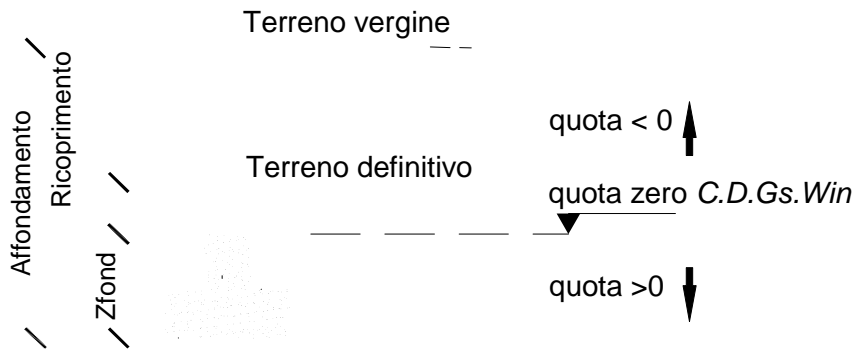 Terreno vergine
Affondamento
Ricoprimento
quota < 0
Terreno definitivo
quota zero C.D.Gs.Win
Zfond
quota >0